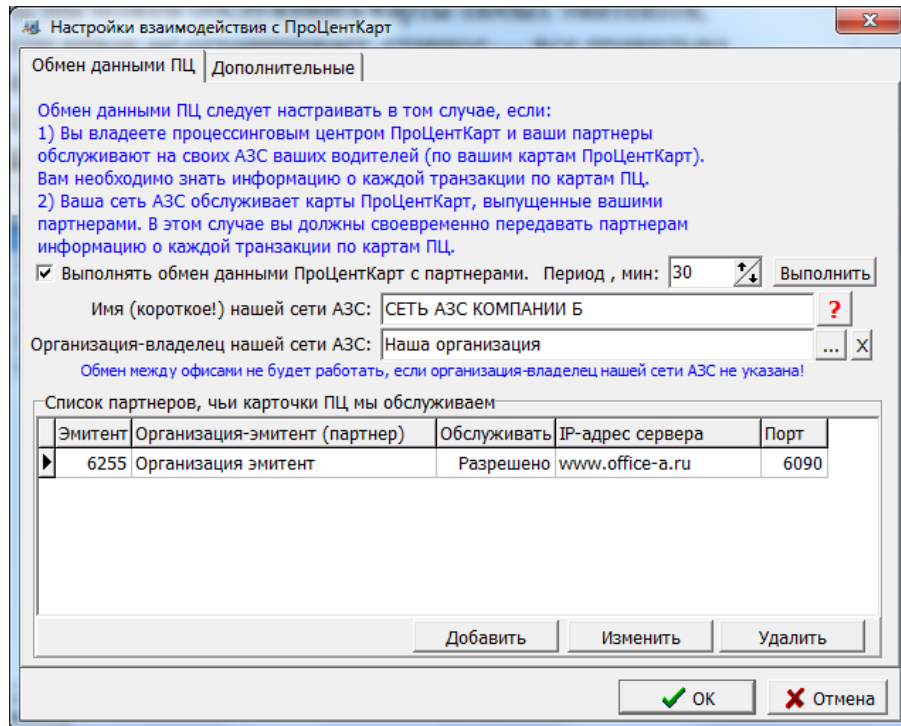 Настройки взаимодействия с ПроЦентКарт
Обмен данными ПЦ Дополнительные
Обмен данными ПЦ следует настраивать в том случае, если:
1) Вы владеете процессинговым центром ПроЦентКарт и ваши партнеры
обслуживают на своих АЗС ваших водителей (по вашим картам ПроЦентКарт).
Вам необходимо знать информацию о каждой транзакции по картам ПЦ.
2) Ваша сеть АЗС обслуживает карты ПроЦентКарт, выпущенные вашими
партнерами. В этом случае вы должны своевременно передавать партнерам
информацию о каждой транзакции по картам ПЦ.
Выполнять обмен данными ПроЦентКарт с партнерами. Период , мин: 30 Выполнить
Имя (короткое!) нашей сети АЗС: СЕТЬ АЗС КОМПАНИИ Б ?
Организация-владелец нашей сети АЗС: Наша организация ... X
Обмен между офисами не будет работать, если организация-владелец нашей сети АЗС не указана!
Список партнеров, чьи карточки ПЦ мы обслуживаем
Эмитент Организация-эмитент (партнер) Обслуживать IP-адрес сервера Порт
6255 Организация эмитент Разрешено www.office-a.ru 6090
Добавить Изменить Удалить
OK Отмена